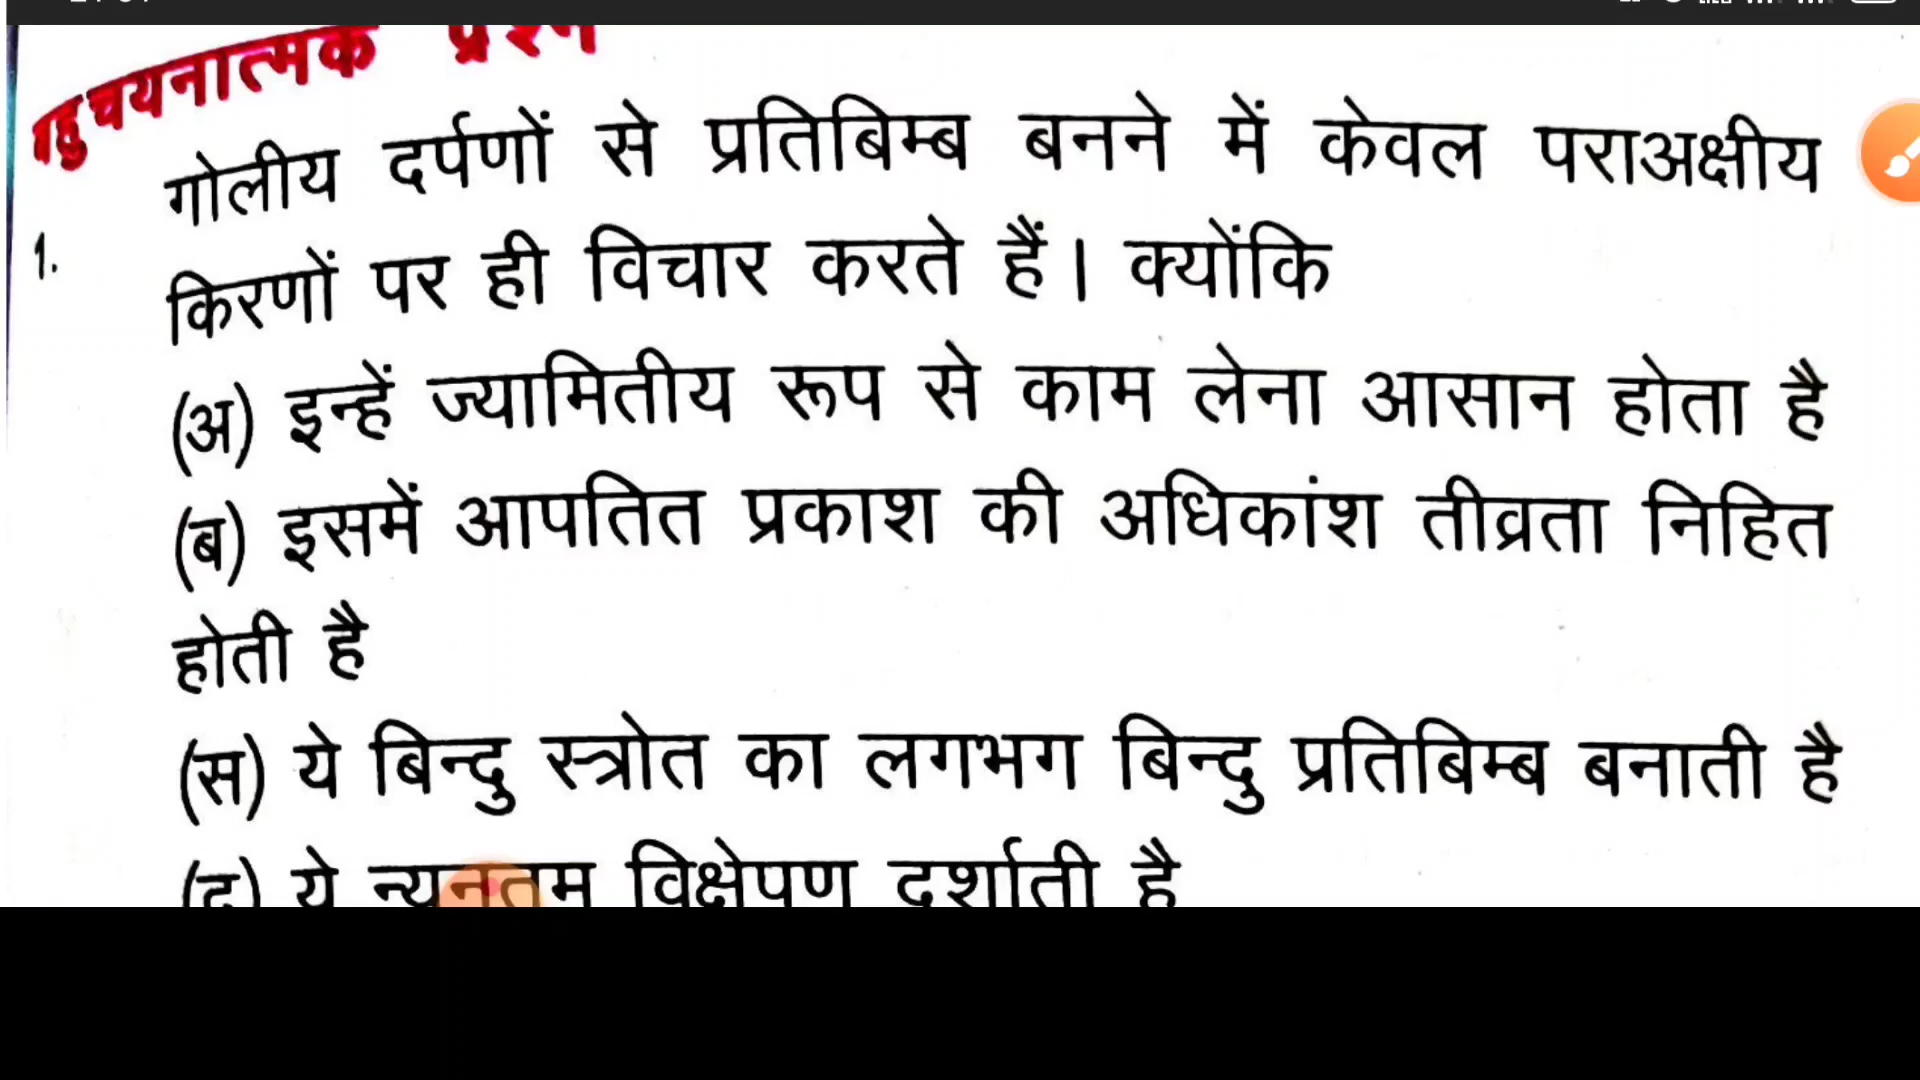 बहुचयनात्मक प्रश्न
1. गोलीय दर्पणों से प्रतिबिम्ब बनने में केवल पराअक्षीय
किरणों पर ही विचार करते हैं। क्योंकि
(अ) इन्हें ज्यामितीय रूप से काम लेना आसान होता है
(ब) इसमें आपतित प्रकाश की अधिकांश तीव्रता निहित
होती है
(स) ये बिन्दु स्त्रोत का लगभग बिन्दु प्रतिबिम्ब बनाती है
(द) ये न्यूनतम विक्षेपण दर्शाती है